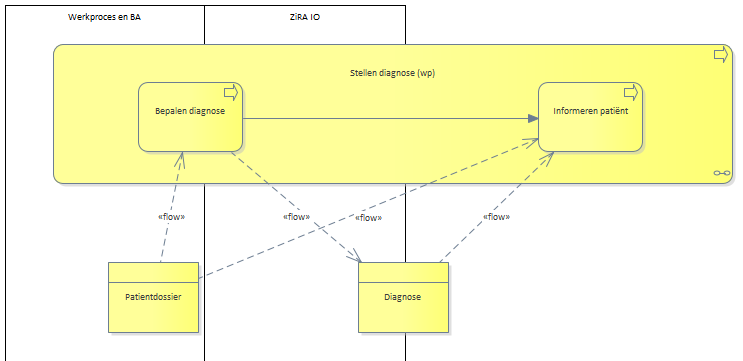 Werkproces en BA
ZiRA IO
Stellen diagnose (wp)
Bepalen diagnose
Informeren patiënt
«flow»
«flow»
«flow»
«flow»
Patientdossier
Diagnose